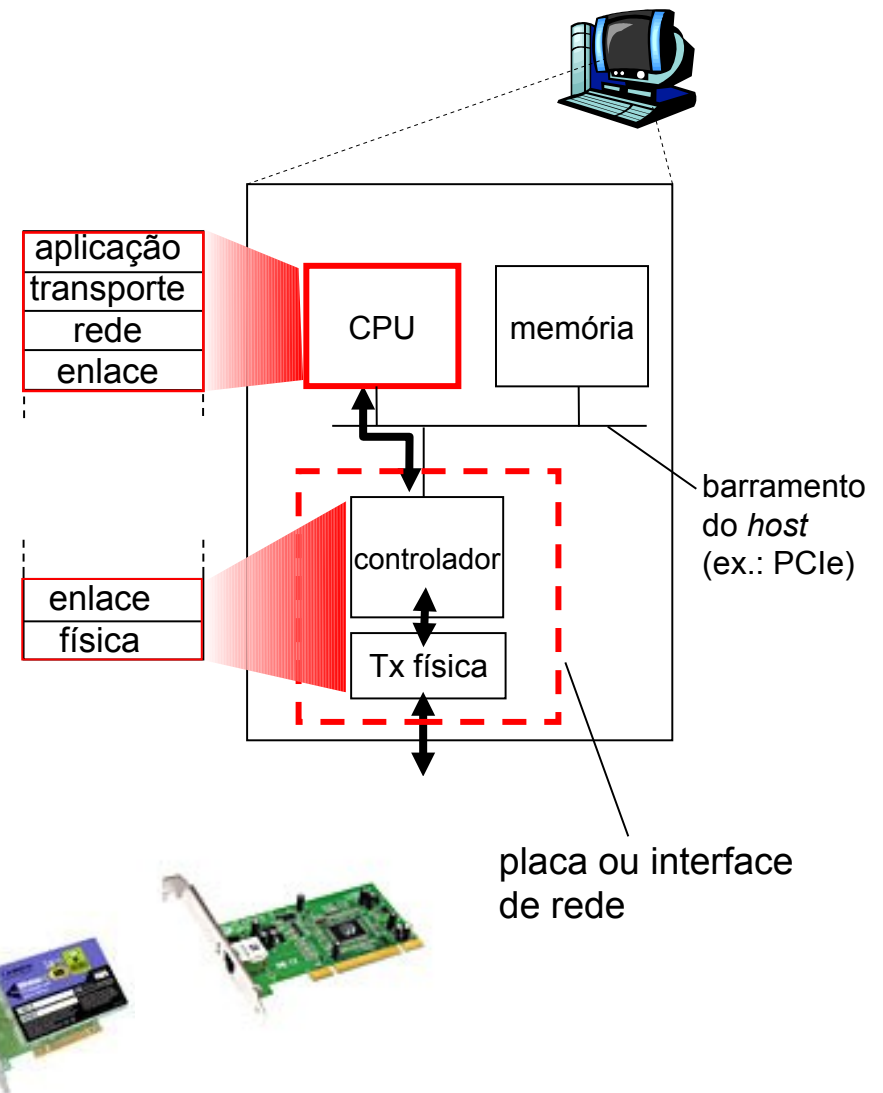 aplicação
transporte
rede
enlace
CPU
memória
barramento
do host
(ex.: PCIe)
controlador
enlace
física
Tx física
placa ou interface
de rede